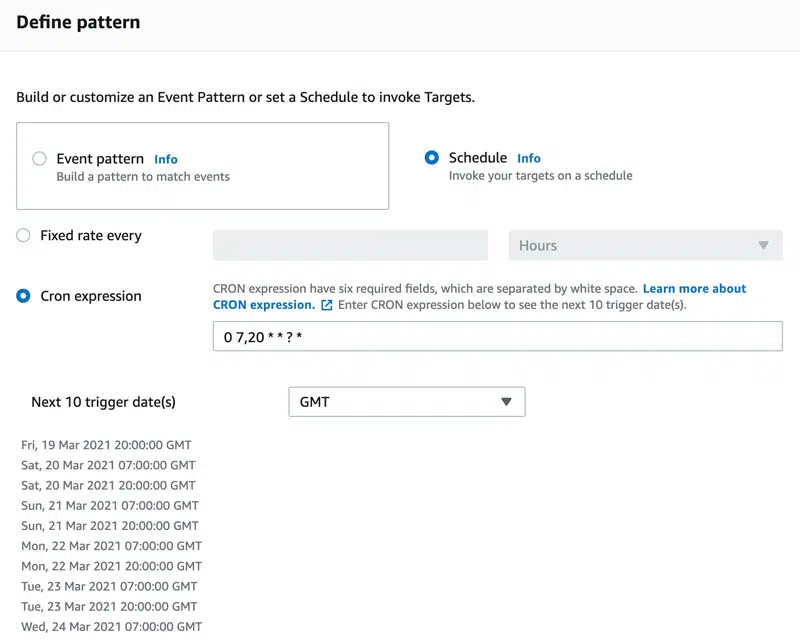 Define pattern
Build or customize an Event Pattern or set a Schedule to invoke Targets.
Event pattern Info
Build a pattern to match events
Schedule Info
Invoke your targets on a schedule
Fixed rate every
Hours
Cron expression
CRON expression have six required fields, which are separated by white space. Learn more about
CRON expression. Enter CRON expression below to see the next 10 trigger date(s).
0 7,20 * * ? *
Next 10 trigger date(s)
GMT
Fri, 19 Mar 2021 20:00:00 GMT
Sat, 20 Mar 2021 07:00:00 GMT
Sat, 20 Mar 2021 20:00:00 GMT
Sun, 21 Mar 2021 07:00:00 GMT
Sun, 21 Mar 2021 20:00:00 GMT
Mon, 22 Mar 2021 07:00:00 GMT
Mon, 22 Mar 2021 20:00:00 GMT
Tue, 23 Mar 2021 07:00:00 GMT
Tue, 23 Mar 2021 20:00:00 GMT
Wed, 24 Mar 2021 07:00:00 GMT